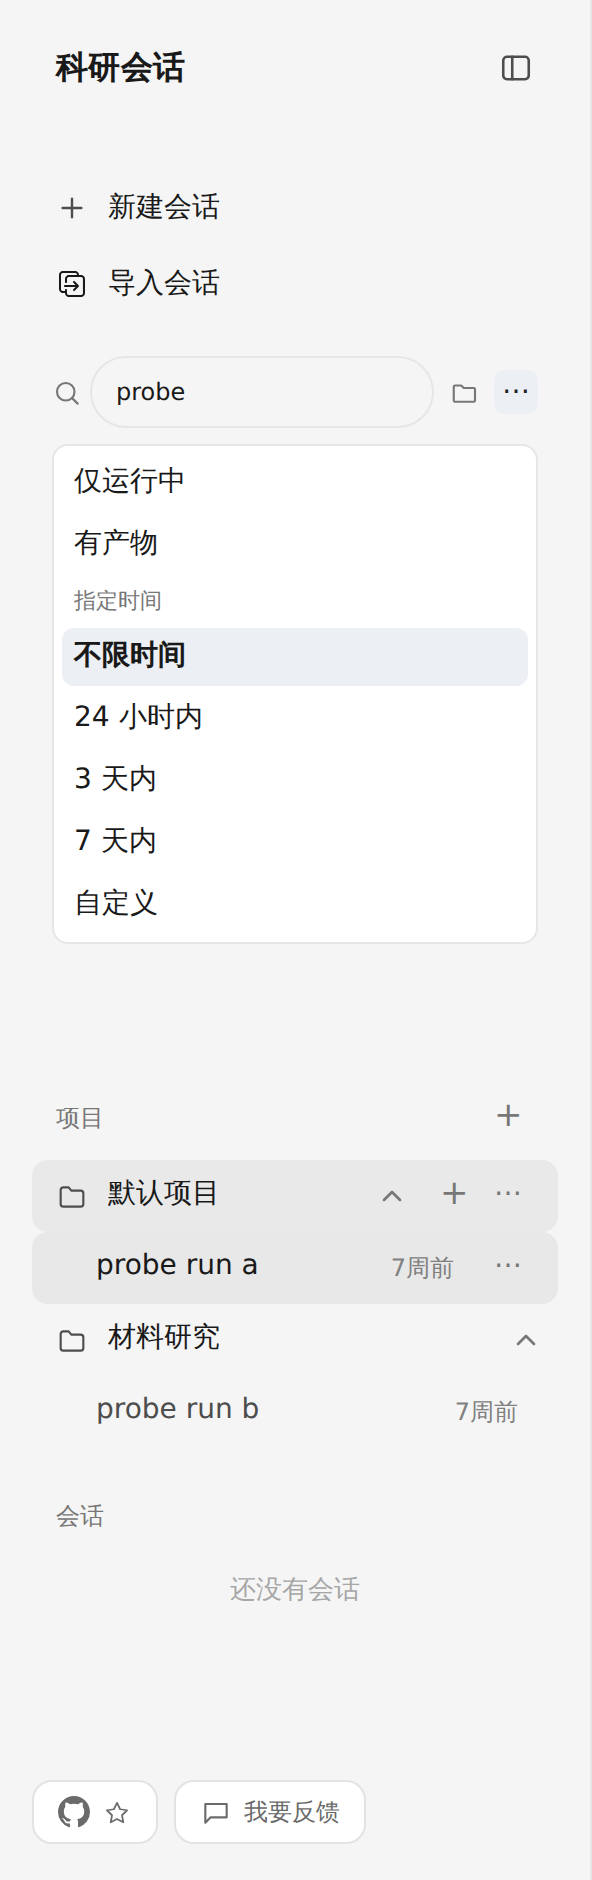 科研会话
新建会话
导入会话
probe
仅运行中
有产物
指定时间
不限时间
24 小时内
3 天内
7 天内
自定义
项目
默认项目
probe run a 7周前
材料研究
probe run b 7周前
会话
还没有会话
我要反馈